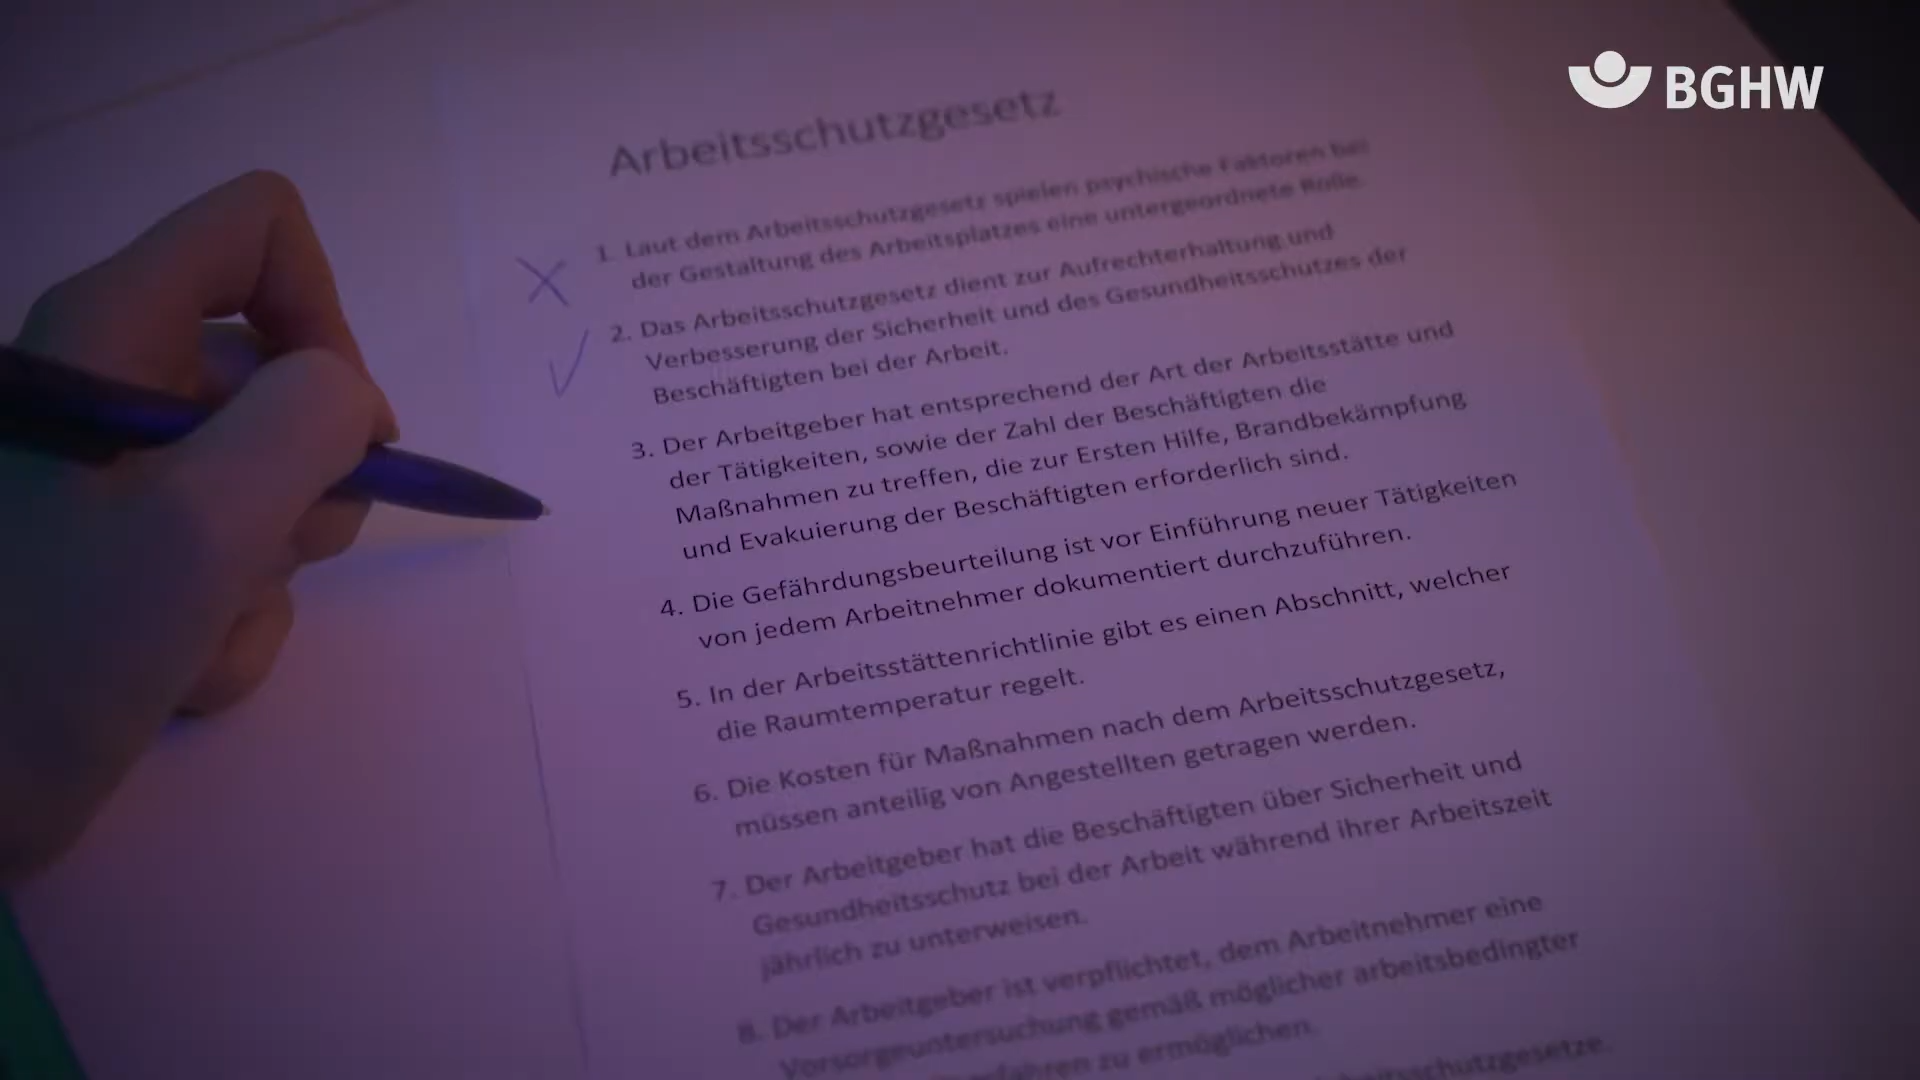 BGHW
Arbeitsschutzgesetz
1. Laut dem Arbeitsschutzgesetz spielen psychische Faktoren bei
der Gestaltung des Arbeitsplatzes eine untergeordnete Rolle.
2. Das Arbeitsschutzgesetz dient zur Aufrechterhaltung und
Verbesserung der Sicherheit und des Gesundheitsschutzes der
Beschäftigten bei der Arbeit.
3. Der Arbeitgeber hat entsprechend der Art der Arbeitsstätte und
der Tätigkeiten, sowie der Zahl der Beschäftigten die
Maßnahmen zu treffen, die zur Ersten Hilfe, Brandbekämpfung
und Evakuierung der Beschäftigten erforderlich sind.
4. Die Gefährdungsbeurteilung ist vor Einführung neuer Tätigkeiten
von jedem Arbeitnehmer dokumentiert durchzuführen.
5. In der Arbeitsstättenrichtlinie gibt es einen Abschnitt, welcher
die Raumtemperatur regelt.
6. Die Kosten für Maßnahmen nach dem Arbeitsschutzgesetz,
müssen anteilig von Angestellten getragen werden.
7. Der Arbeitgeber hat die Beschäftigten über Sicherheit und
Gesundheitsschutz bei der Arbeit während ihrer Arbeitszeit
jährlich zu unterweisen.
8. Der Arbeitgeber ist verpflichtet, dem Arbeitnehmer eine
Vorsorgeuntersuchung gemäß möglicher arbeitsbedingter
zu ermöglichen.